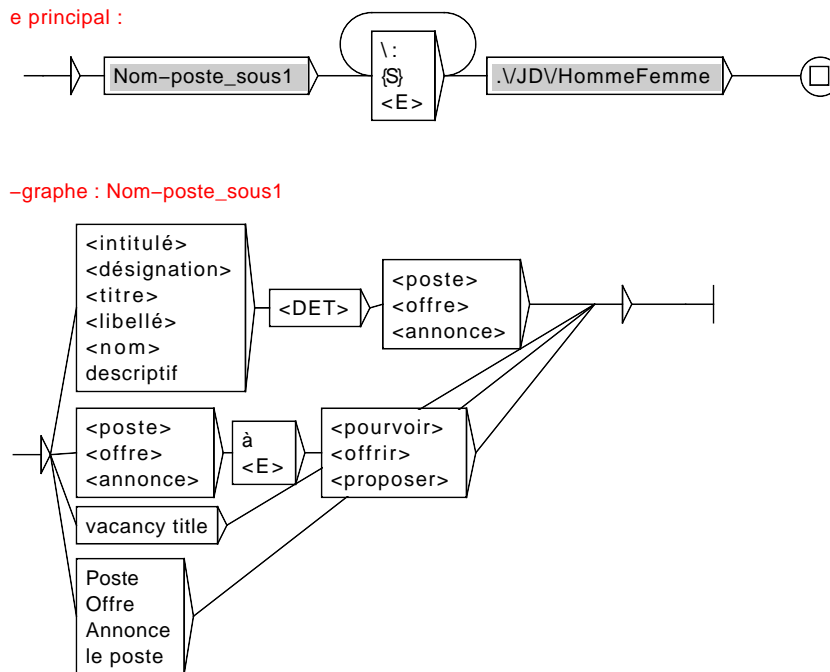 e principal :
Nom−poste_sous1
\:
{S}
<E>
.\/JD\/HommeFemme
−graphe : Nom−poste_sous1
<intitulé>
<désignation>
<titre>
<libellé>
<nom>
descriptif
<DET>
<poste>
<offre>
<annonce>
<poste>
<offre>
<annonce>
à
<E>
<pourvoir>
<offrir>
<proposer>
vacancy title
Poste
Offre
Annonce
le poste